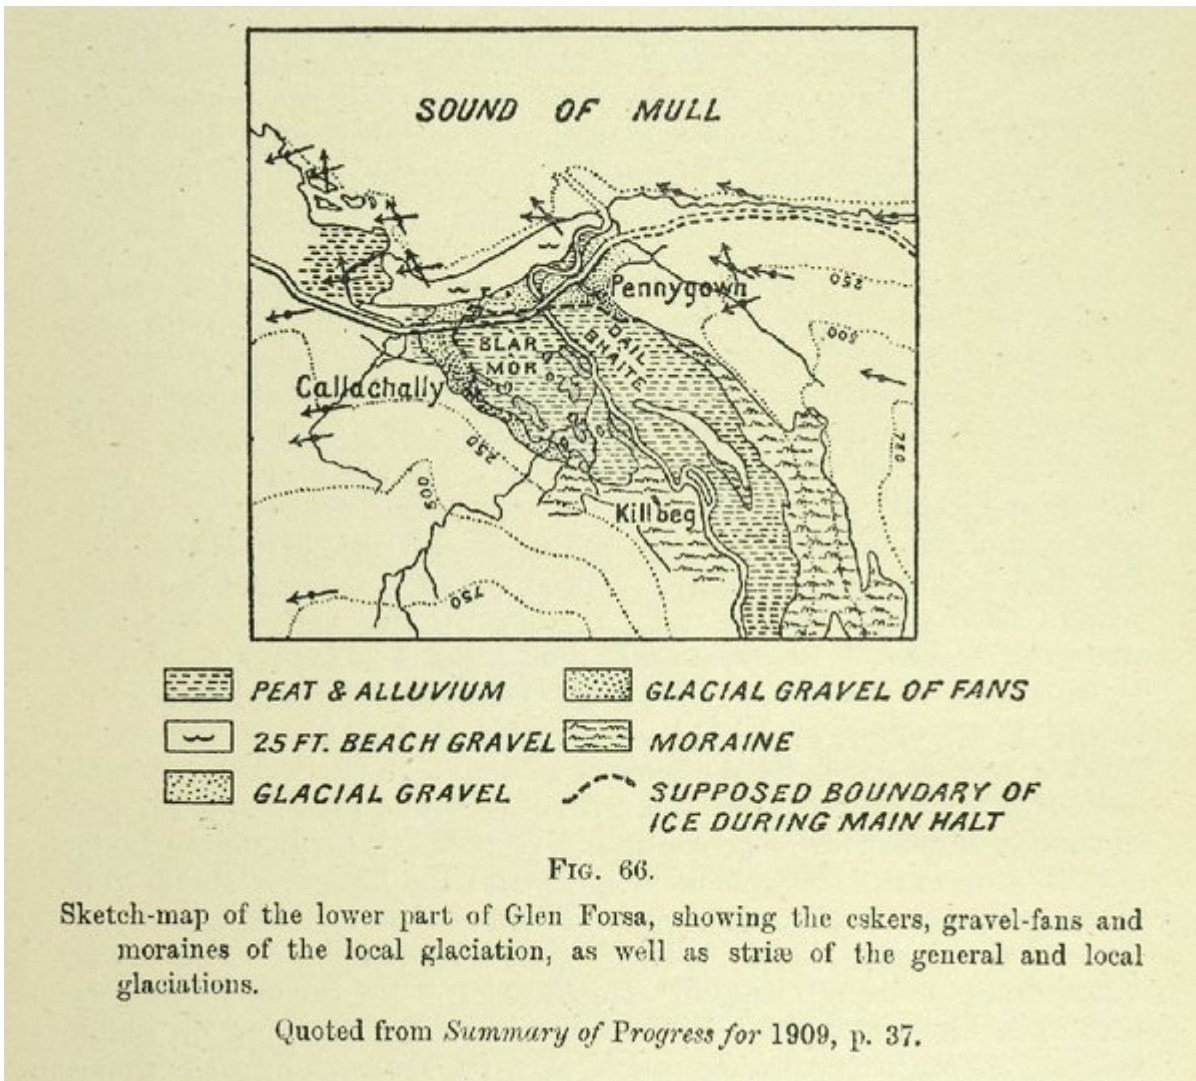 SOUND OF MULL
250
Pennygown
500
BLAR
MOR
DAIL
BHAITE
Callachally
250
750
500
Killbeg
750
PEAT & ALLUVIUM
GLACIAL GRAVEL OF FANS
25 FT. BEACH GRAVEL
MORAINE
GLACIAL GRAVEL
SUPPOSED BOUNDARY OF
ICE DURING MAIN HALT
FIG. 66.
Sketch-map of the lower part of Glen Forsa, showing the eskers, gravel-fans and
moraines of the local glaciation, as well as striæ of the general and local
glaciations.
Quoted from Summary of Progress for 1909, p. 37.